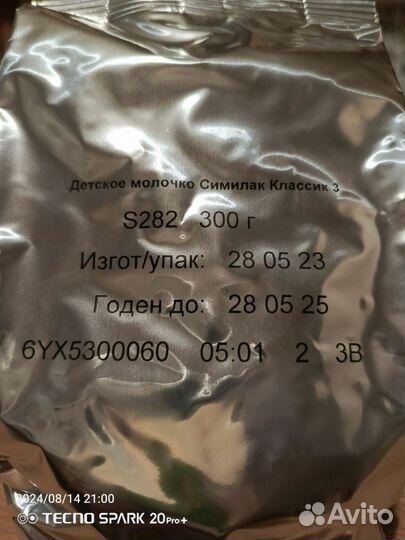 Детское молочко Симилак Классик 3
S282 300 г
Изгот/упак: 28 05 23
Годен до: 28 05 25
6YX5300060 05:01 2 3B
2024/08/14 21:00
TECNO SPARK 20Pro+
Avito